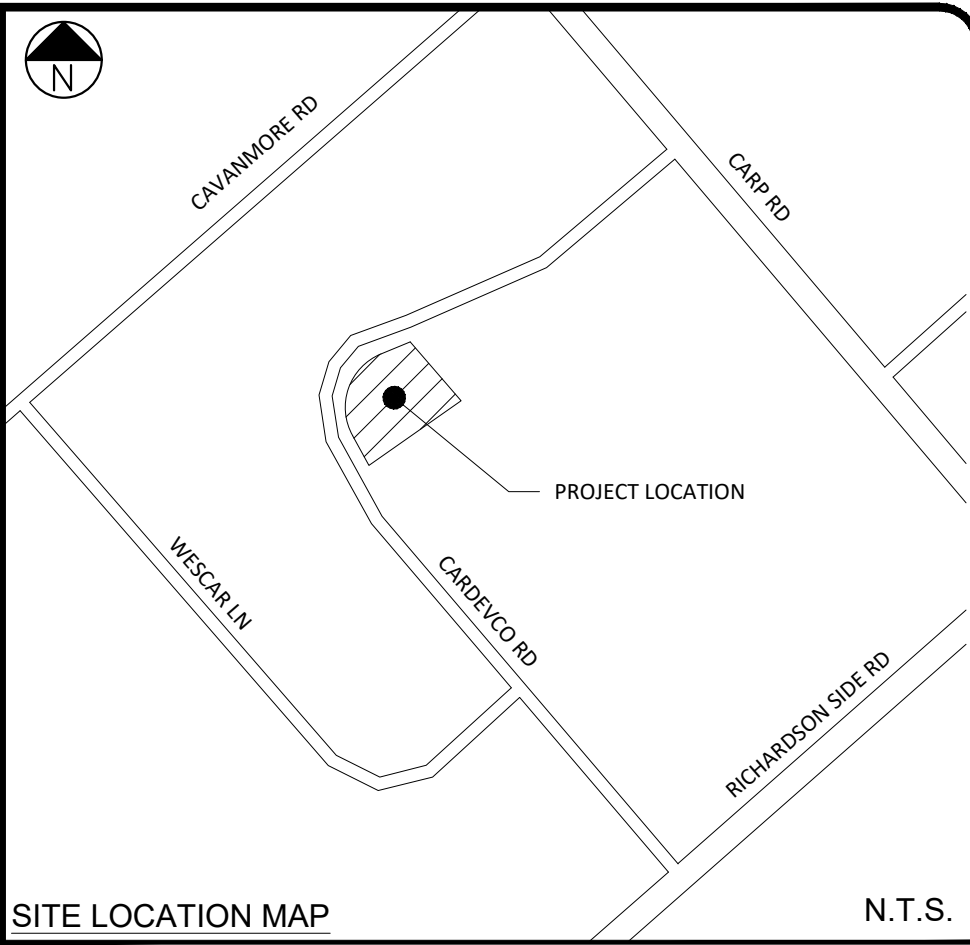 N
CAVANMORE RD
CARP RD
PROJECT LOCATION
WESCAR LN
CARDEVCO RD
RICHARDSON SIDE RD
SITE LOCATION MAP
N.T.S.